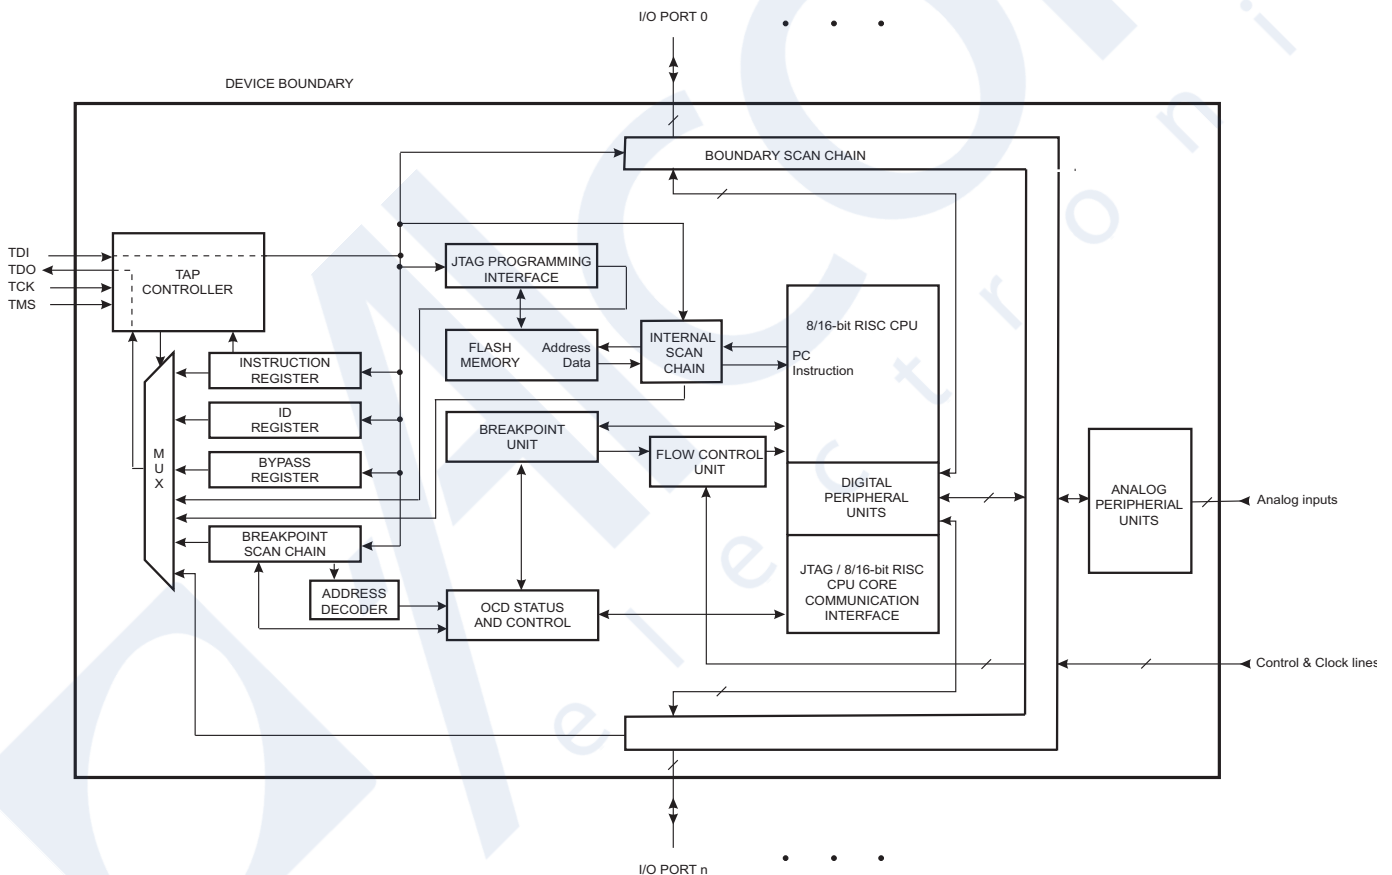 I/O PORT 0
DEVICE BOUNDARY
BOUNDARY SCAN CHAIN
TDI
TDO
TCK
TMS
TAP
CONTROLLER
JTAG PROGRAMMING
INTERFACE
FLASH
MEMORY
Address
Data
INTERNAL
SCAN
CHAIN
8/16-bit RISC CPU
PC
Instruction
INSTRUCTION
REGISTER
ID
REGISTER
BYPASS
REGISTER
M
U
X
BREAKPOINT
UNIT
FLOW CONTROL
UNIT
DIGITAL
PERIPHERAL
UNITS
ANALOG
PERIPHERIAL
UNITS
Analog inputs
BREAKPOINT
SCAN CHAIN
ADDRESS
DECODER
OCD STATUS
AND CONTROL
JTAG / 8/16-bit RISC
CPU CORE
COMMUNICATION
INTERFACE
Control & Clock lines
I/O PORT n